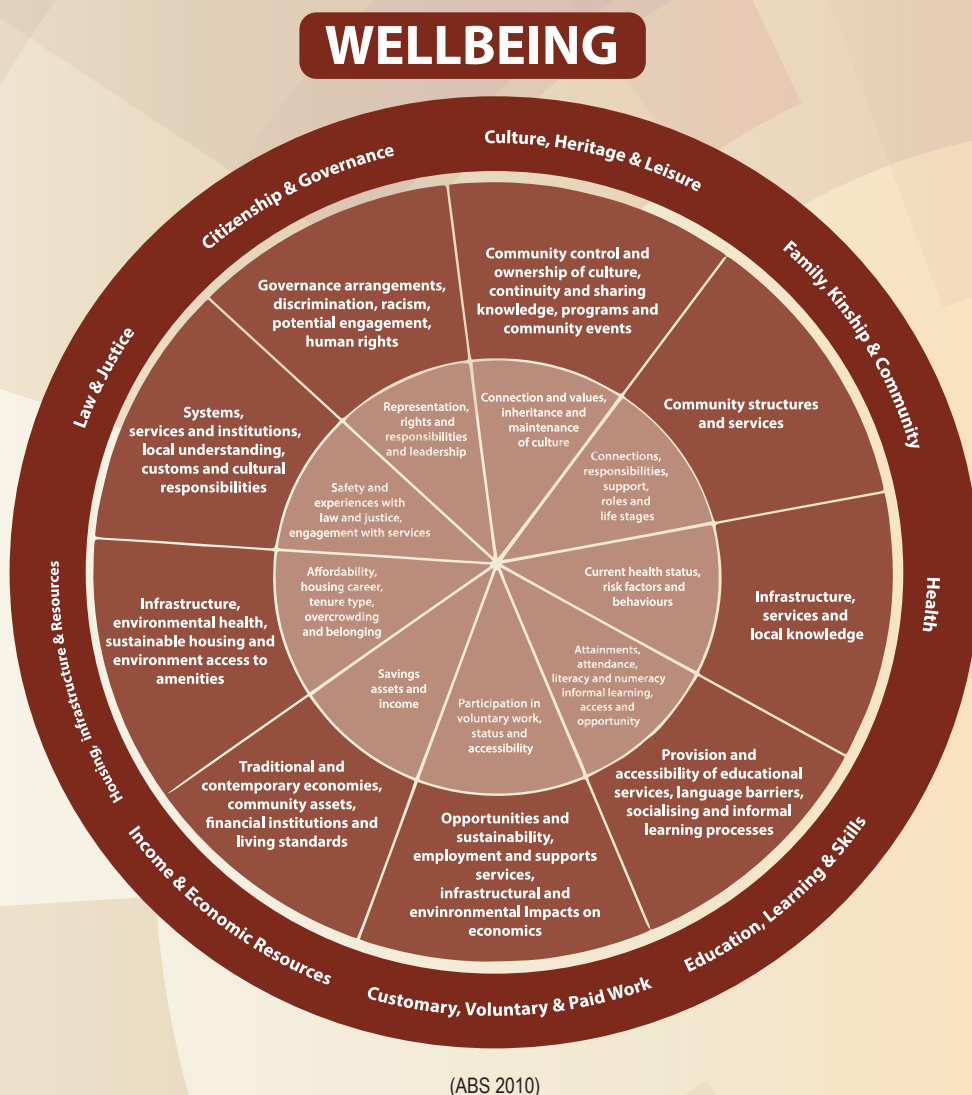 WELLBEING
Culture, Heritage & Leisure
Community control and
ownership of culture,
continuity and sharing
knowledge, programs and
community events
Connection and values,
inheritance and
maintenance
of culture
Family, Kinship & Community
Community structures
and services
Connections,
responsibilities,
support,
roles and
life stages
Health
Infrastructure,
services and
local knowledge
Current health status,
risk factors and
behaviours
Education, Learning & Skills
Provision and
accessibility of educational
services, language barriers,
socialising and informal
learning processes
Attainments,
attendance,
literacy and numeracy
informal learning,
access and
opportunity
Customary, Voluntary & Paid Work
Opportunities and
sustainability,
employment and supports
services,
infrastructural and
envinronmental Impacts on
economics
Participation in
voluntary work,
status and
accessibility
Income & Economic Resources
Traditional and
contemporary economies,
community assets,
financial institutions and
living standards
Savings
assets and
income
Housing, infrastructure & Resources
Infrastructure,
environmental health,
sustainable housing and
environment access to
amenities
Affordability,
housing career,
tenure type,
overcrowding
and belonging
Law & Justice
Systems,
services and institutions,
local understanding,
customs and cultural
responsibilities
Safety and
experiences with
law and justice,
engagement with services
Citizenship & Governance
Governance arrangements,
discrimination, racism,
potential engagement,
human rights
Representation,
rights and
responsibilities
and leadership
(ABS 2010)